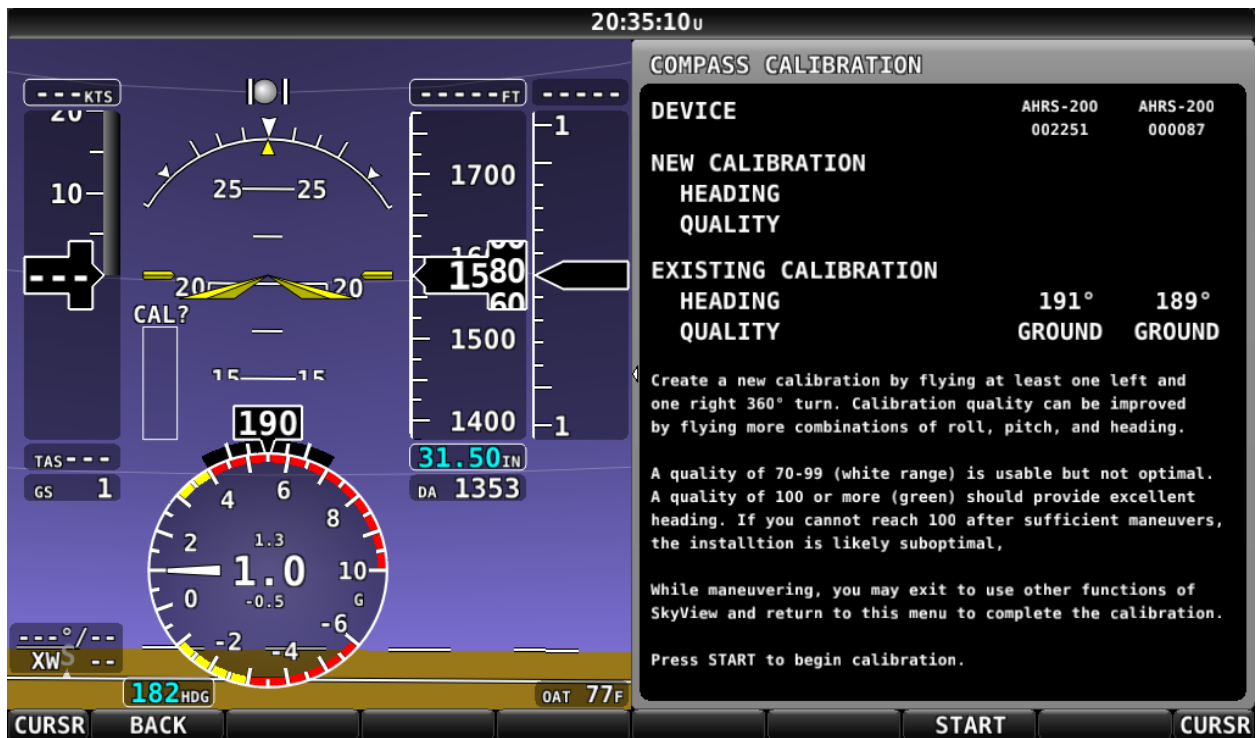 20:35:10U
---KTS
20
10
---
25 25
20 20
CAL?
15 15
-----FT
1700
1580
60
1500
1400
31.50IN
DA 1353
-----
1
1
190
TAS---
GS 1
4 6
8
2
1.3
1.0
10
0
-0.5
G
-6
-2
-4
---°/--
XW --
S
182HDG
OAT 77F
COMPASS CALIBRATION
DEVICE AHRS-200 AHRS-200
002251 000087
NEW CALIBRATION
HEADING
QUALITY
EXISTING CALIBRATION
HEADING 191° 189°
QUALITY GROUND GROUND
Create a new calibration by flying at least one left and
one right 360° turn. Calibration quality can be improved
by flying more combinations of roll, pitch, and heading.
A quality of 70-99 (white range) is usable but not optimal.
A quality of 100 or more (green) should provide excellent
heading. If you cannot reach 100 after sufficient maneuvers,
the installtion is likely suboptimal,
While maneuvering, you may exit to use other functions of
SkyView and return to this menu to complete the calibration.
Press START to begin calibration.
CURSR BACK START CURSR